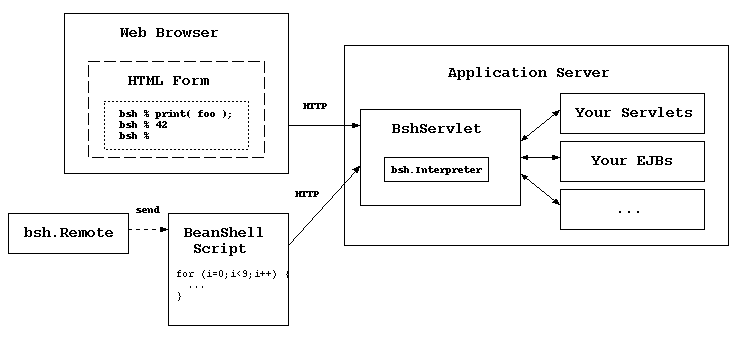 Web Browser
HTML Form
bsh % print( foo );
bsh % 42
bsh %
HTTP
Application Server
BshServlet
bsh.Interpreter
Your Servlets
Your EJBs
...
HTTP
bsh.Remote
send
BeanShell
Script
for (i=0;i<9;i++) {
...
}